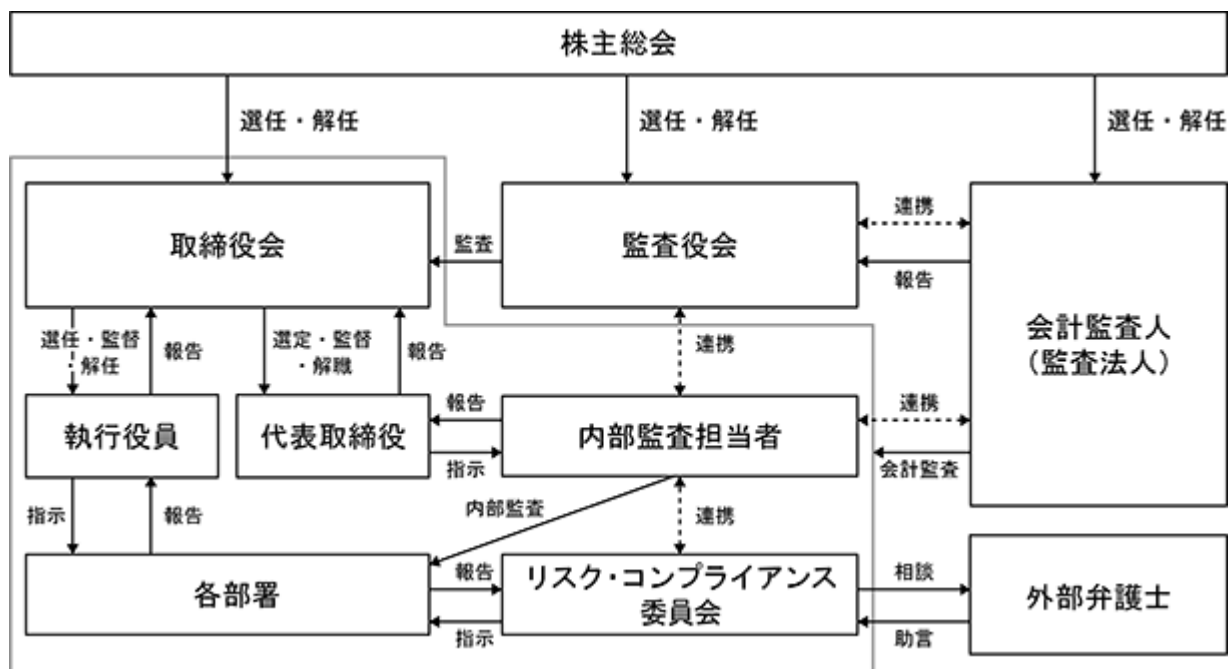 株主総会
選任・解任
選任・解任
選任・解任
取締役会
監査
監査役会
連携
報告
会計監査人
（監査法人）
選任・監督
・解任
報告
選定・監督
・解職
報告
連携
執行役員
代表取締役
報告
指示
内部監査担当者
連携
会計監査
指示
報告
内部監査
連携
各部署
報告
指示
リスク・コンプライアンス
委員会
相談
助言
外部弁護士